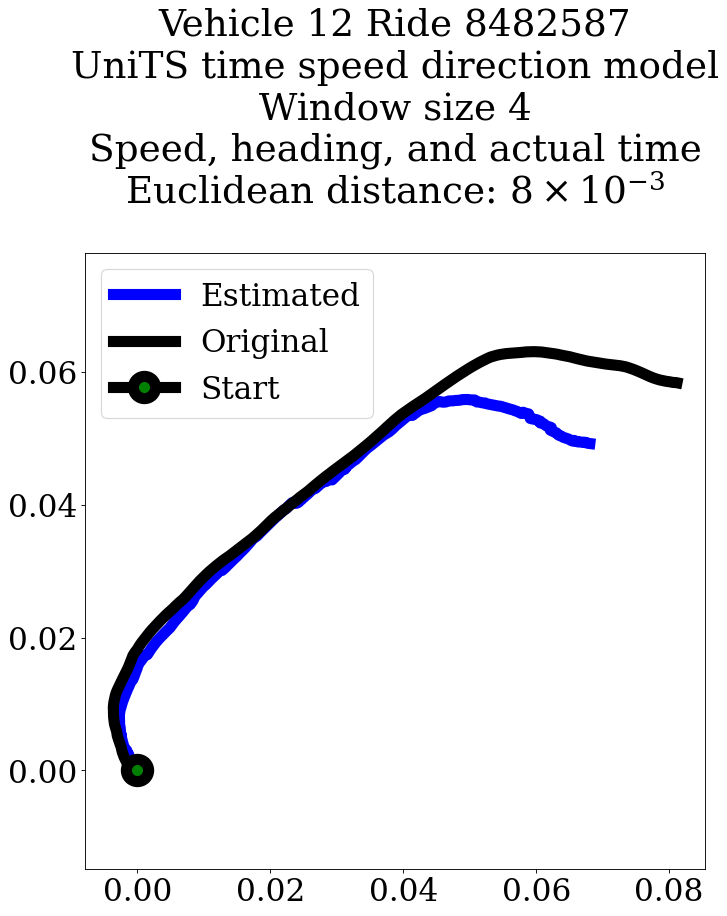 Vehicle 12 Ride 8482587
UniTS time speed direction model
Window size 4
Speed, heading, and actual time
Euclidean distance: 8 × 10⁻³
Estimated
Original
Start
0.06
0.04
0.02
0.00
0.00 0.02 0.04 0.06 0.08